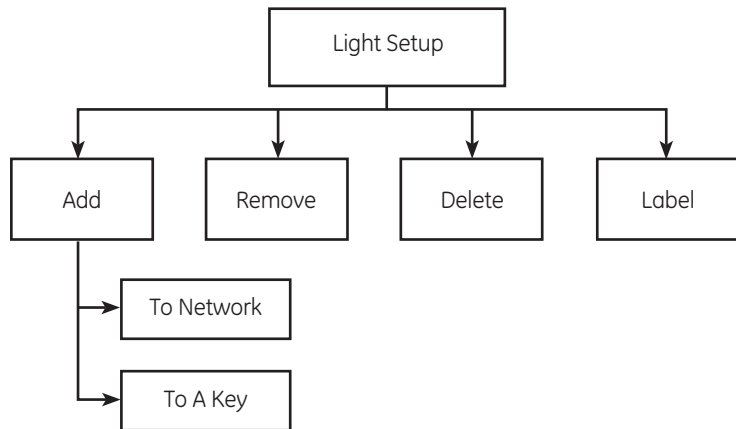 Light Setup
Add
Remove
Delete
Label
To Network
To A Key